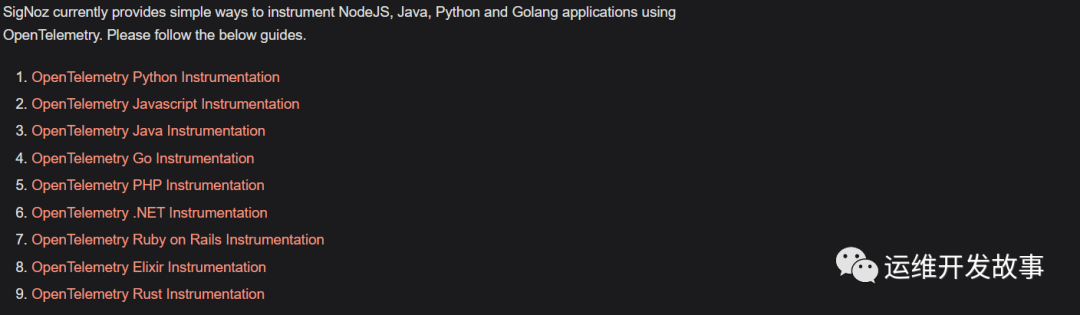 SigNoz currently provides simple ways to instrument NodeJS, Java, Python and Golang applications using
OpenTelemetry. Please follow the below guides.
1. OpenTelemetry Python Instrumentation
2. OpenTelemetry Javascript Instrumentation
3. OpenTelemetry Java Instrumentation
4. OpenTelemetry Go Instrumentation
5. OpenTelemetry PHP Instrumentation
6. OpenTelemetry .NET Instrumentation
7. OpenTelemetry Ruby on Rails Instrumentation
8. OpenTelemetry Elixir Instrumentation
9. OpenTelemetry Rust Instrumentation
运维开发故事